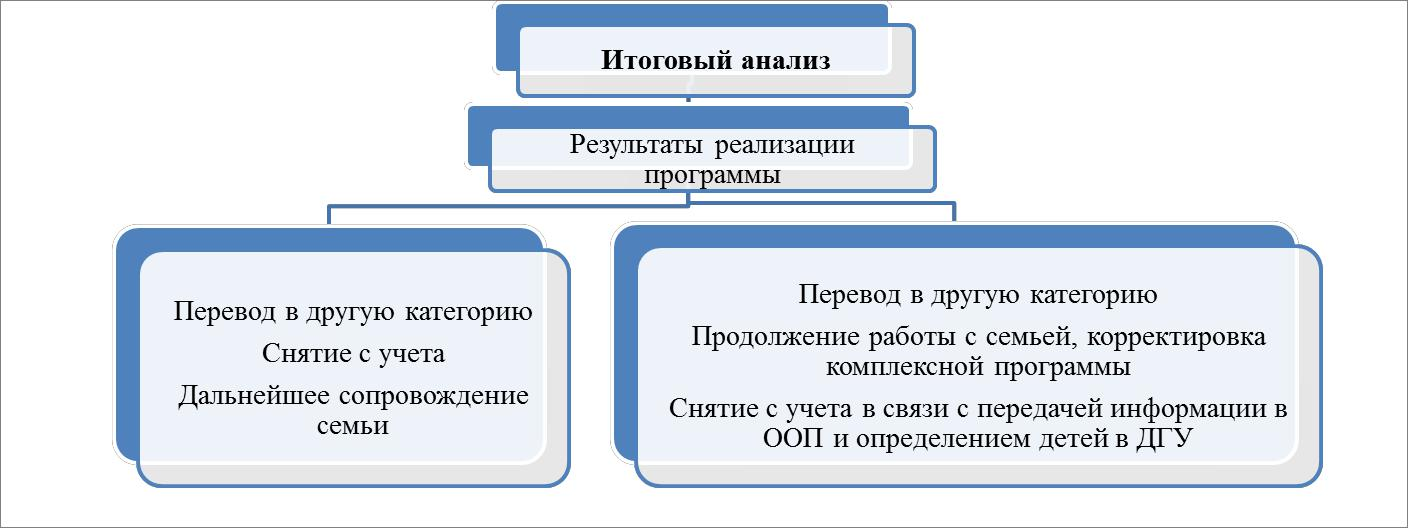 Итоговый анализ
Результаты реализации
программы
Перевод в другую категорию
Снятие с учета
Дальнейшее сопровождение
семьи
Перевод в другую категорию
Продолжение работы с семьей, корректировка
комплексной программы
Снятие с учета в связи с передачей информации в
ООП и определением детей в ДГУ